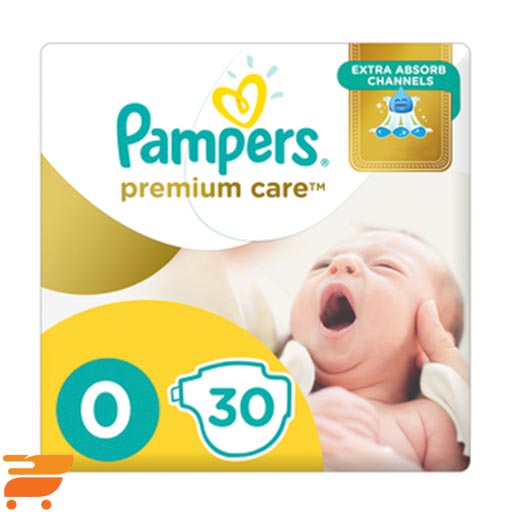 EXTRA ABSORB
CHANNELS
Pampers®
premium care™
0
30